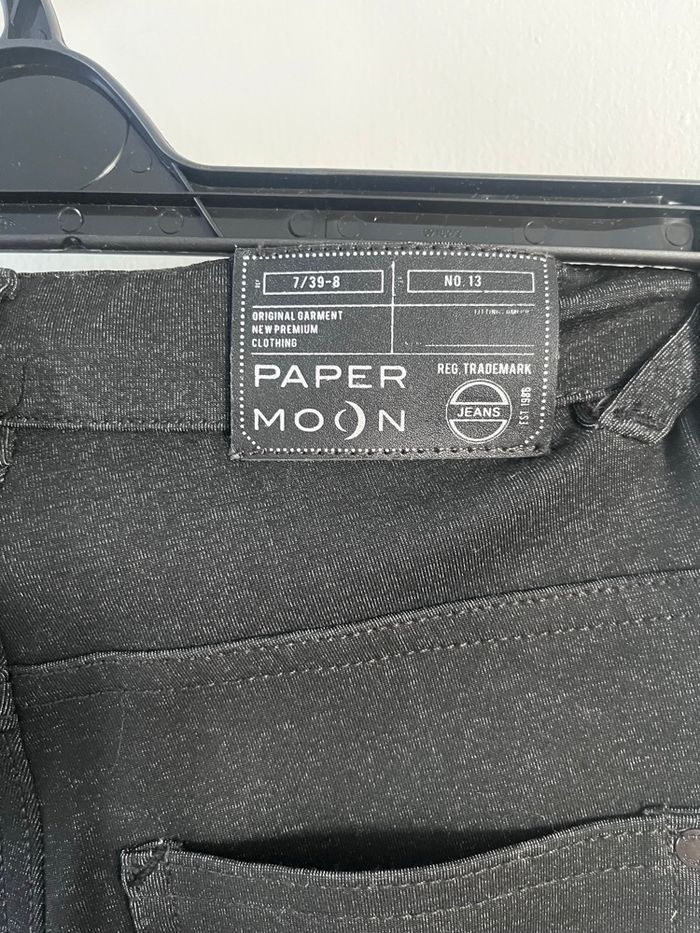 7/39-8
NO. 13
ORIGINAL GARMENT
NEW PREMIUM
CLOTHING
PAPER
MOON
REG. TRADEMARK
JEANS
EST 1986